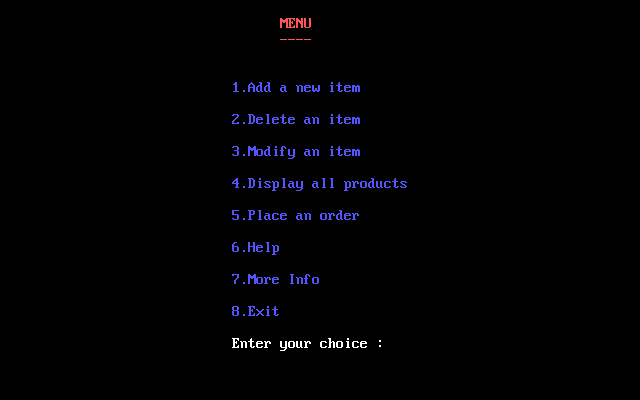 MENU
----
1.Add a new item
2.Delete an item
3.Modify an item
4.Display all products
5.Place an order
6.Help
7.More Info
8.Exit
Enter your choice :